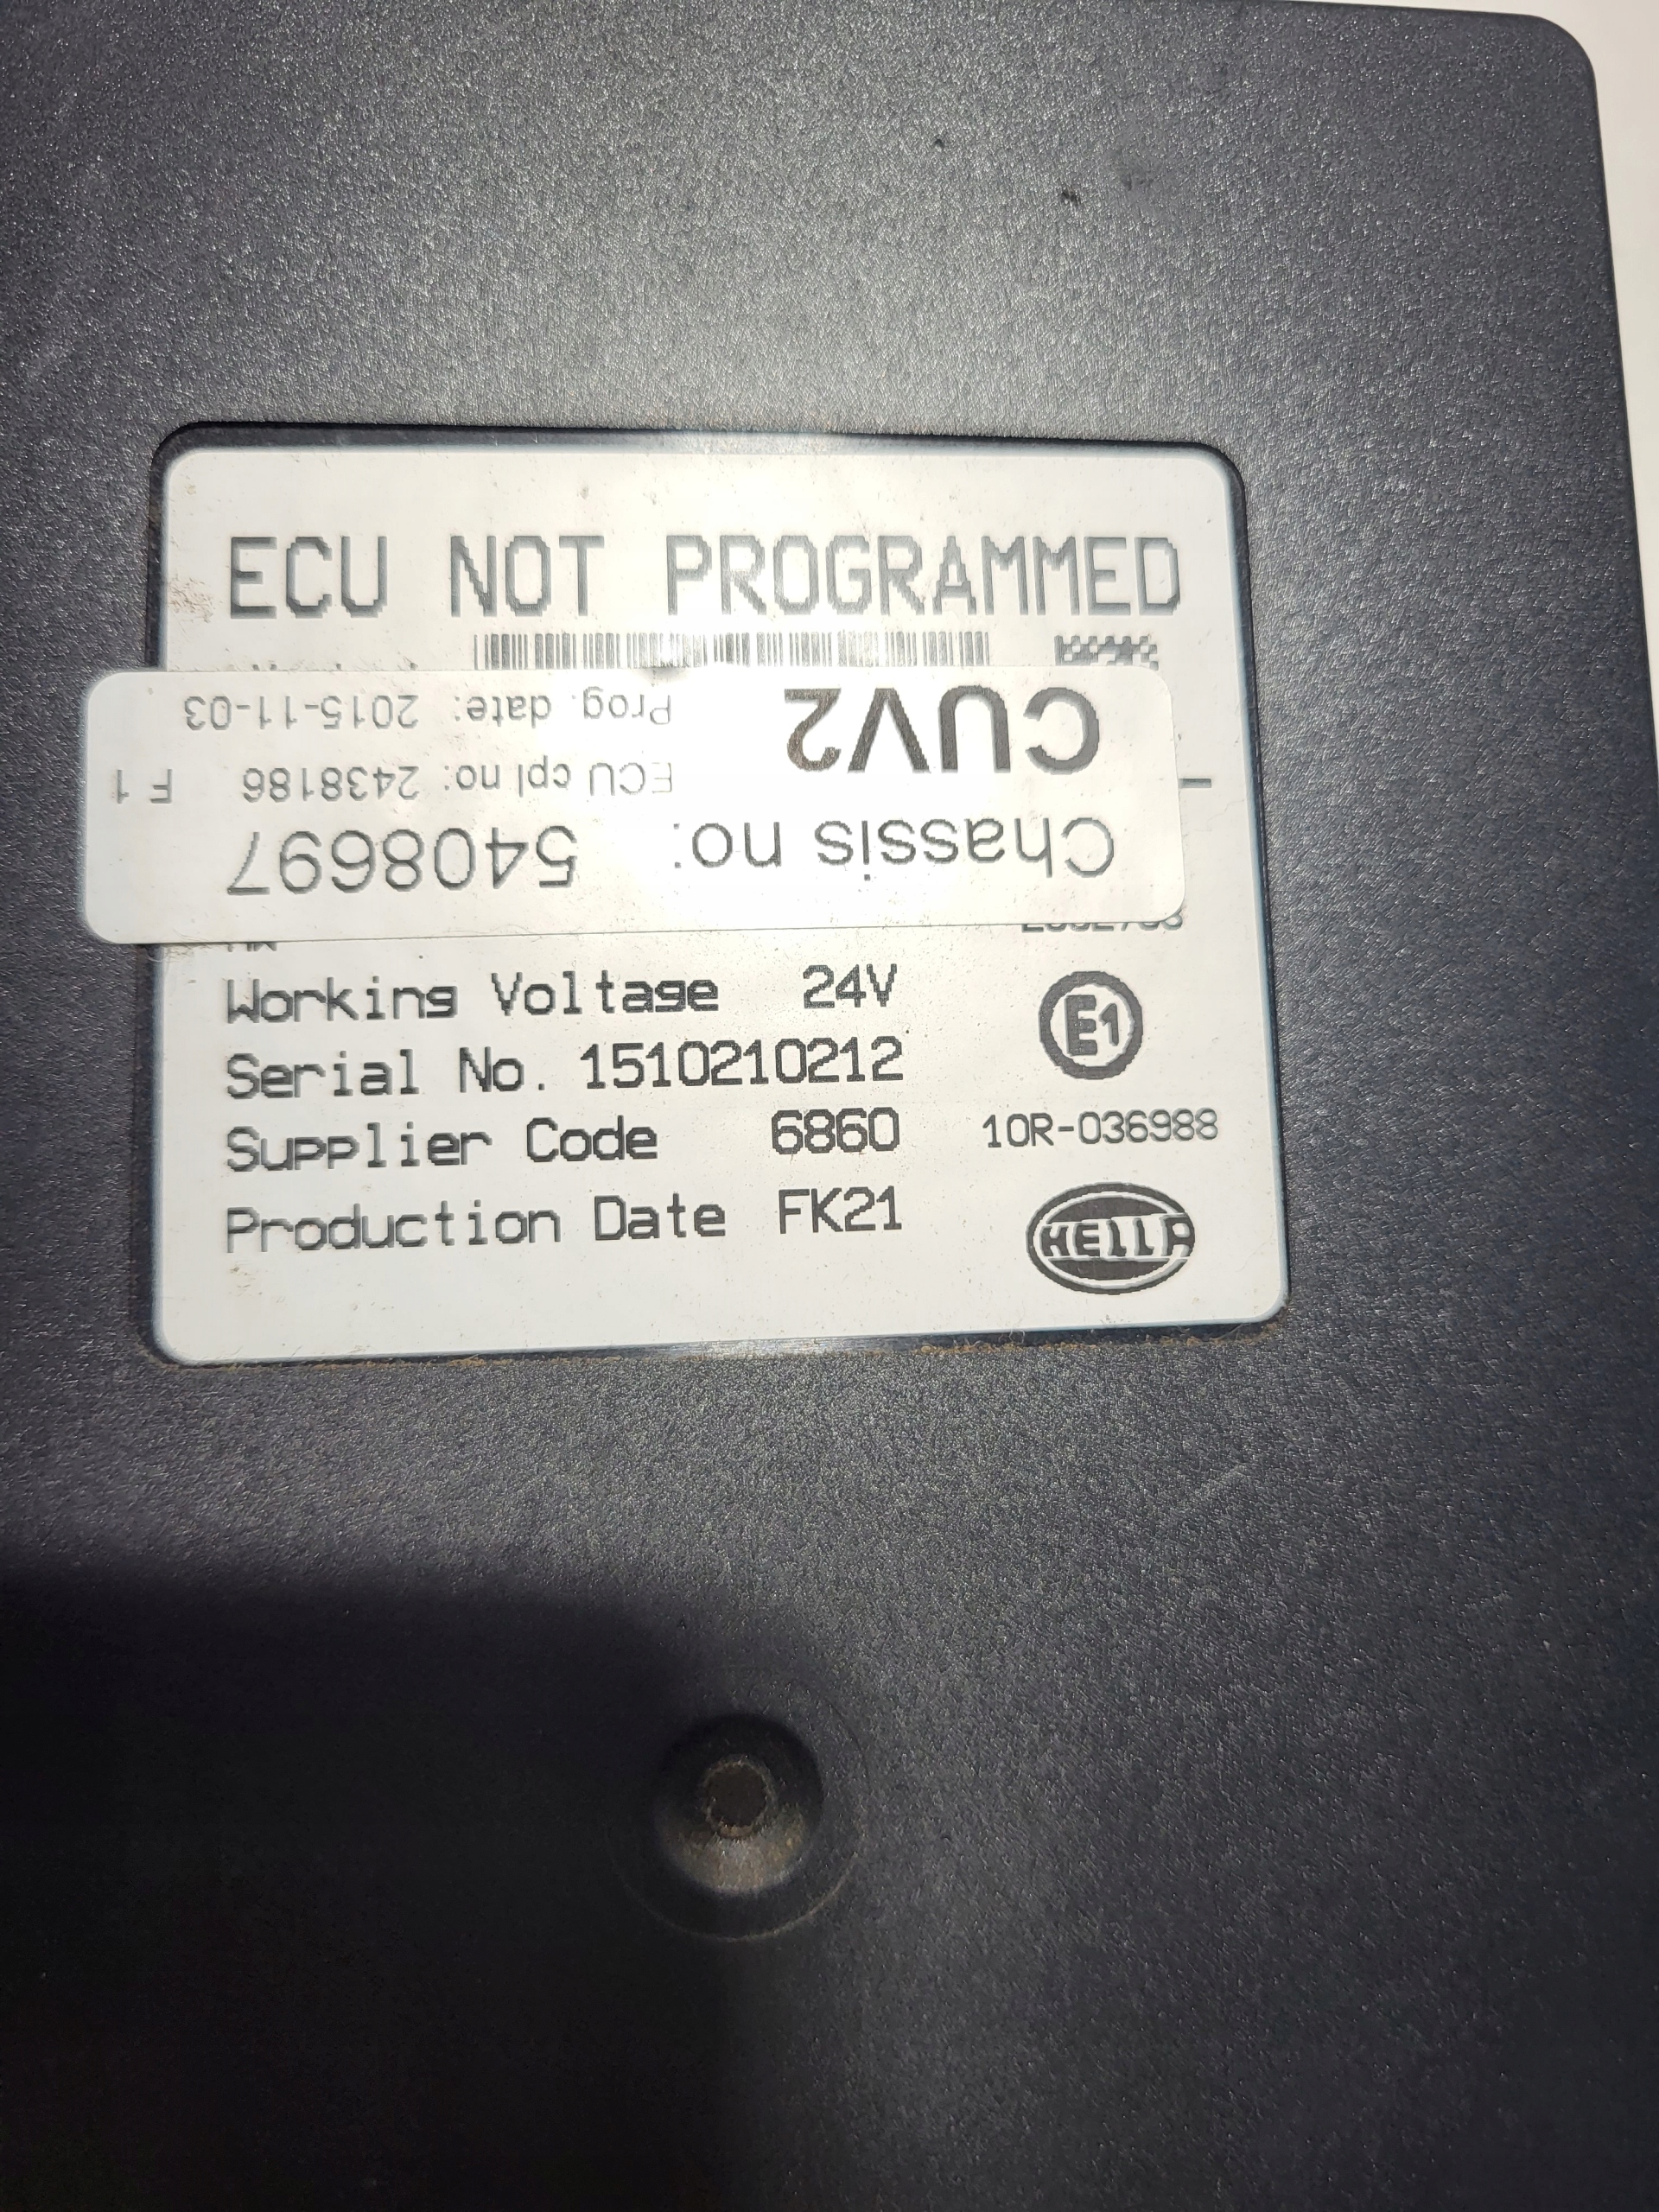 ECU NOT PROGRAMMED
Chassis no: 5408697
CUV2
ECU cpl no: 2438186 F 1
Prog. date: 2015-11-03
Working Voltage 24V
Serial No. 1510210212
Supplier Code 6860
Production Date FK21
E1
10R-036988
HELLA